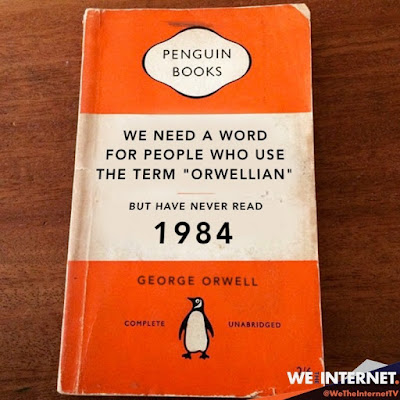 PENGUIN
BOOKS
WE NEED A WORD
FOR PEOPLE WHO USE
THE TERM "ORWELLIAN"
BUT HAVE NEVER READ
1984
GEORGE ORWELL
COMPLETE UNABRIDGED
WE THE INTERNET.
@WeTheInternetTV